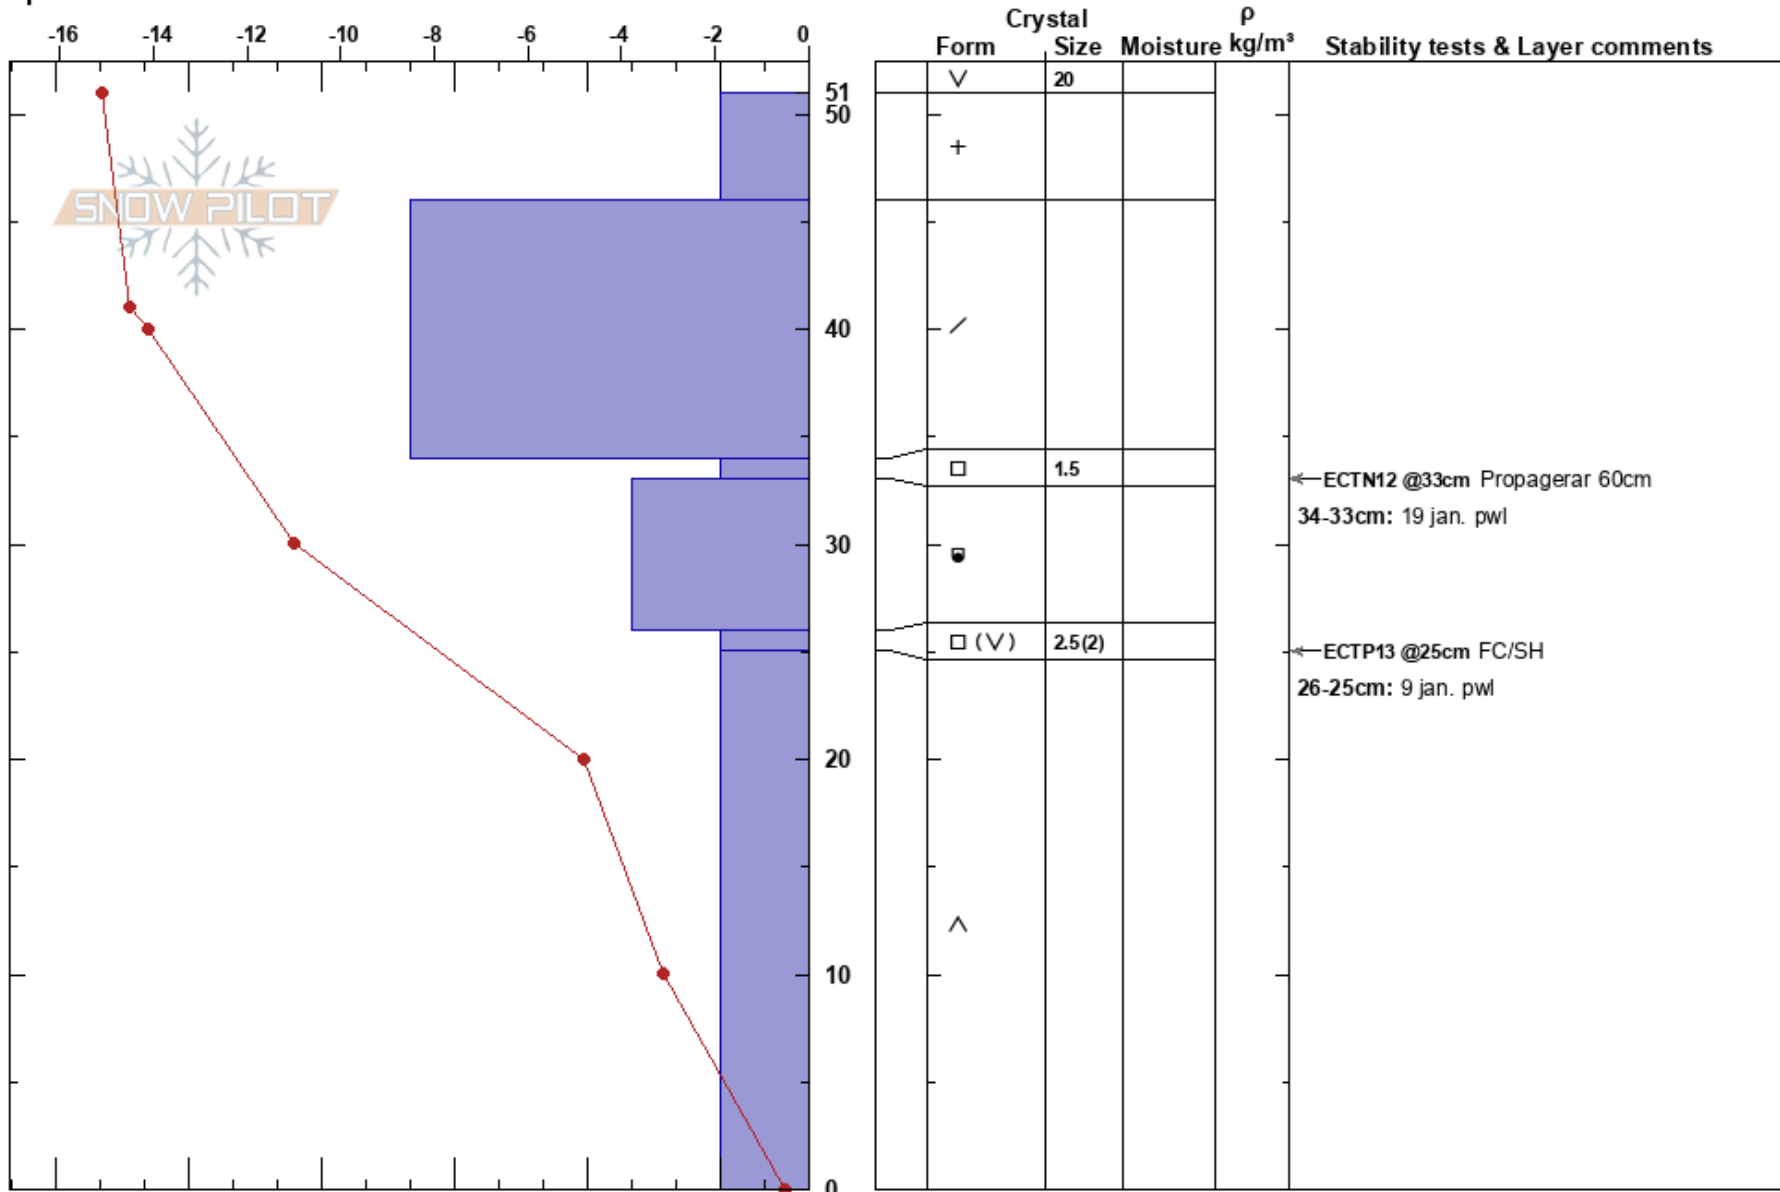 Crystal ρ
-16 -14 -12 -10 -8 -6 -4 -2 0 Form Size Moisture kg/m³ Stability tests & Layer comments
20
51
50
SNOW PILOT
40
1.5
ECTN12 @33cm Propagerar 60cm
34-33cm: 19 jan. pwl
30
2.5(2)
ECTP13 @25cm FC/SH
26-25cm: 9 jan. pwl
20
10
0